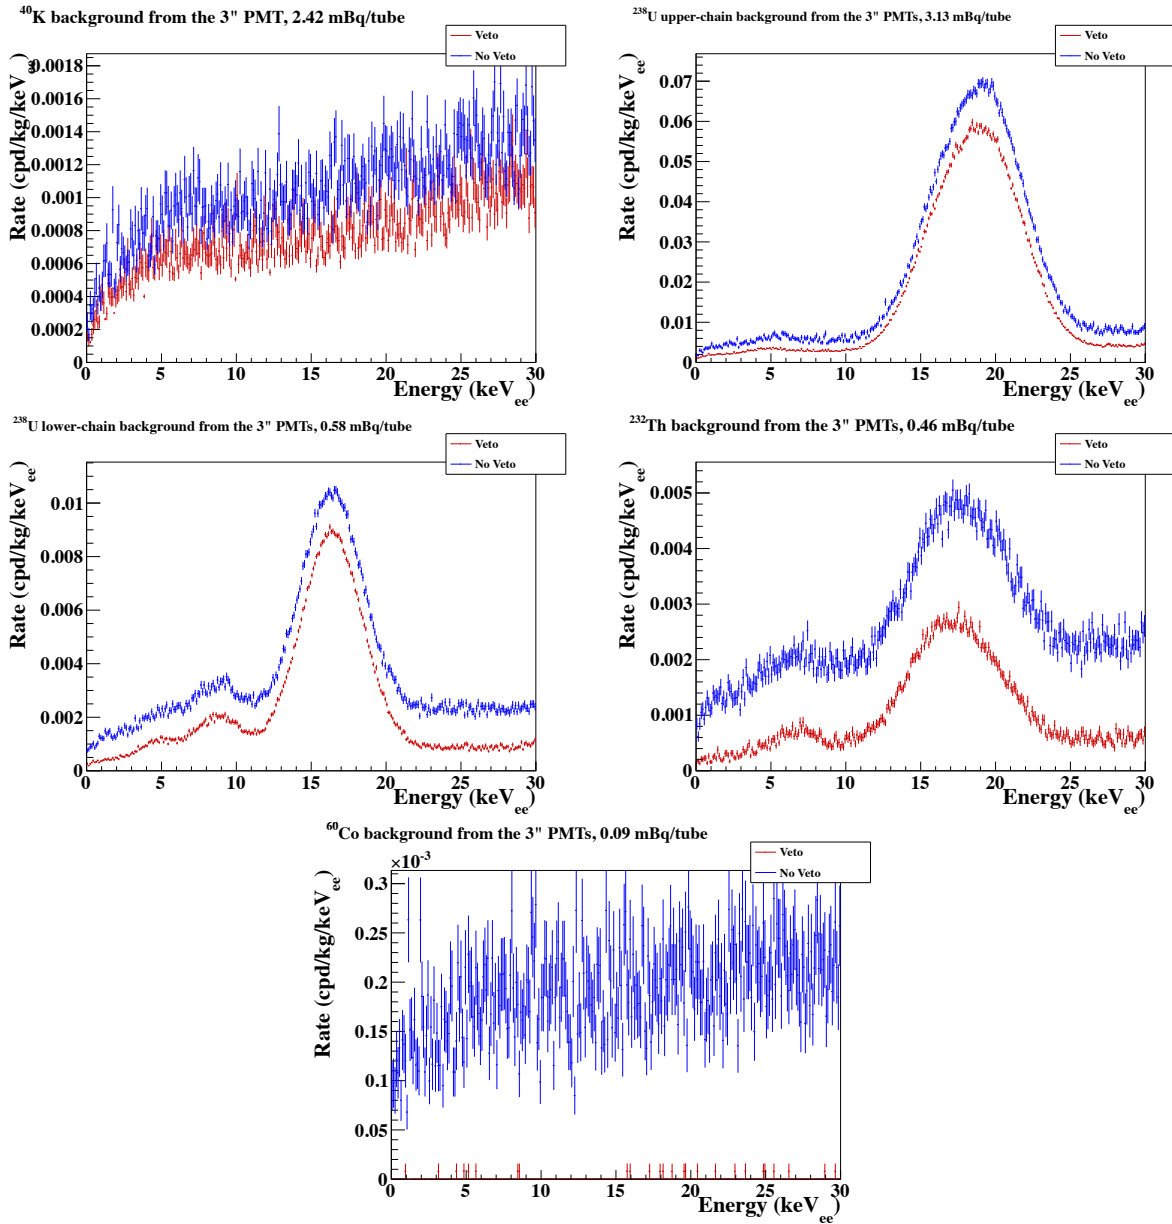 ⁴⁰K background from the 3" PMT, 2.42 mBq/tube
Veto
No Veto
Rate (cpd/kg/keVee)
0.0018
0.0016
0.0014
0.0012
0.001
0.0008
0.0006
0.0004
0.0002
0
0 5 10 15 20 25 30
Energy (keVee)
²³⁸U upper-chain background from the 3" PMTs, 3.13 mBq/tube
Veto
No Veto
Rate (cpd/kg/keVee)
0.07
0.06
0.05
0.04
0.03
0.02
0.01
0
0 5 10 15 20 25 30
Energy (keVee)
²³⁸U lower-chain background from the 3" PMTs, 0.58 mBq/tube
Veto
No Veto
Rate (cpd/kg/keVee)
0.01
0.008
0.006
0.004
0.002
0
0 5 10 15 20 25 30
Energy (keVee)
²³²Th background from the 3" PMTs, 0.46 mBq/tube
Veto
No Veto
Rate (cpd/kg/keVee)
0.005
0.004
0.003
0.002
0.001
0
0 5 10 15 20 25 30
Energy (keVee)
⁶⁰Co background from the 3" PMTs, 0.09 mBq/tube
×10⁻³
Veto
No Veto
Rate (cpd/kg/keVee)
0.3
0.25
0.2
0.15
0.1
0.05
0
0 5 10 15 20 25 30
Energy (keVee)